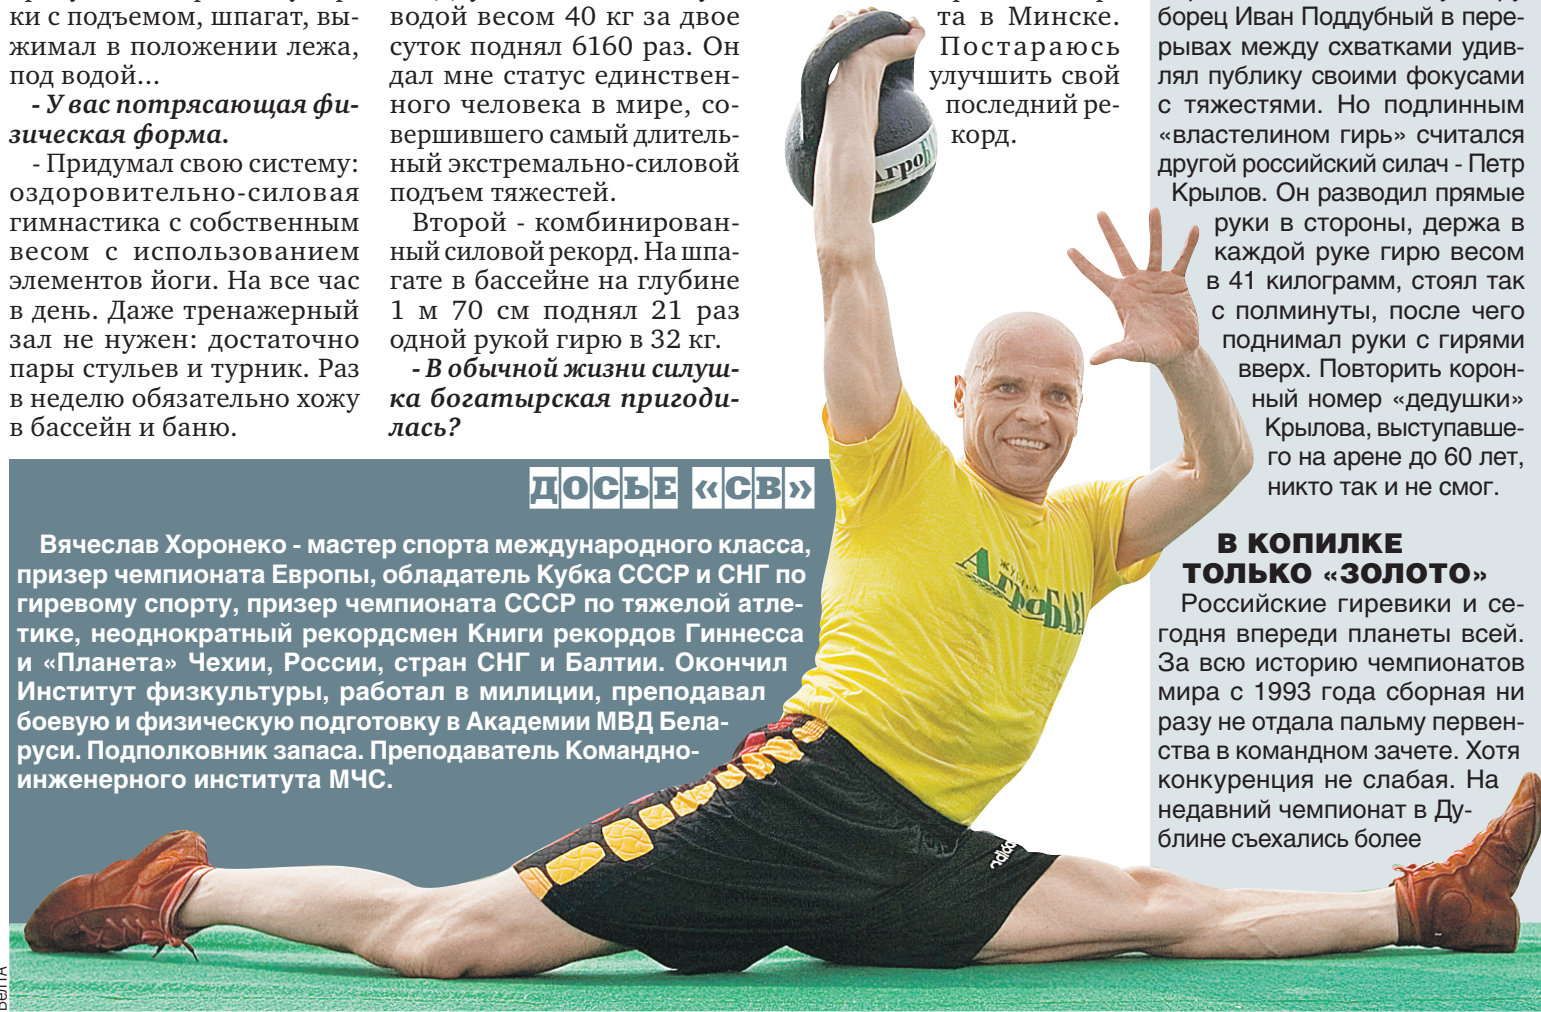 ки с подъемом, шпагат, вы-
жимал в положении лежа,
под водой...
- У вас потрясающая фи-
зическая форма.
- Придумал свою систему:
оздоровительно-силовая
гимнастика с собственным
весом с использованием
элементов йоги. На все час
в день. Даже тренажерный
зал не нужен: достаточно
пары стульев и турник. Раз
в неделю обязательно хожу
в бассейн и баню.
водой весом 40 кг за двое
суток поднял 6160 раз. Он
дал мне статус единствен-
ного человека в мире, со-
вершившего самый длитель-
ный экстремально-силовой
подъем тяжестей.
Второй - комбинирован-
ный силовой рекорд. На шпа-
гате в бассейне на глубине
1 м 70 см поднял 21 раз
одной рукой гирю в 32 кг.
- В обычной жизни силуш-
ка богатырская пригоди-
лась?
та в Минске.
Постараюсь
улучшить свой
последний ре-
корд.
борец Иван Поддубный в пере-
рывах между схватками удив-
лял публику своими фокусами
с тяжестями. Но подлинным
«властелином гирь» считался
другой российский силач - Петр
Крылов. Он разводил прямые
руки в стороны, держа в
каждой руке гирю весом
в 41 килограмм, стоял так
с полминуты, после чего
поднимал руки с гирями
вверх. Повторить корон-
ный номер «дедушки»
Крылова, выступавше-
го на арене до 60 лет,
никто так и не смог.
В КОПИЛКЕ
ТОЛЬКО «ЗОЛОТО»
Российские гиревики и се-
годня впереди планеты всей.
За всю историю чемпионатов
мира с 1993 года сборная ни
разу не отдала пальму первен-
ства в командном зачете. Хотя
конкуренция не слабая. На
недавний чемпионат в Ду-
блине съехались более
ДОСЬЕ «СВ»
Вячеслав Хоронеко - мастер спорта международного класса,
призер чемпионата Европы, обладатель Кубка СССР и СНГ по
гиревому спорту, призер чемпионата СССР по тяжелой атле-
тике, неоднократный рекордсмен Книги рекордов Гиннесса
и «Планета» Чехии, России, стран СНГ и Балтии. Окончил
Институт физкультуры, работал в милиции, преподавал
боевую и физическую подготовку в Академии МВД Бела-
руси. Подполковник запаса. Преподаватель Командно-
инженерного института МЧС.
АгроБАЗА
adidas
БелТА